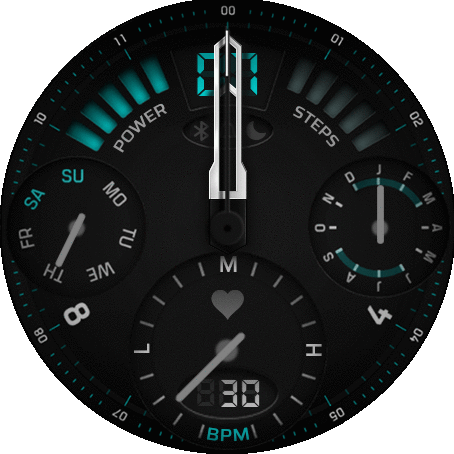 00
11
01
10
02
POWER
STEPS
SU
SA
MO
FR
TU
TH
WE
J
F
M
A
M
J
J
A
S
O
N
D
8
4
M
L
H
30
BPM
08
04
07
05